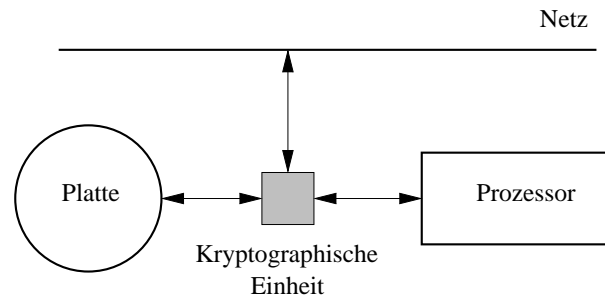 Netz
Platte
Prozessor
Kryptographische
Einheit